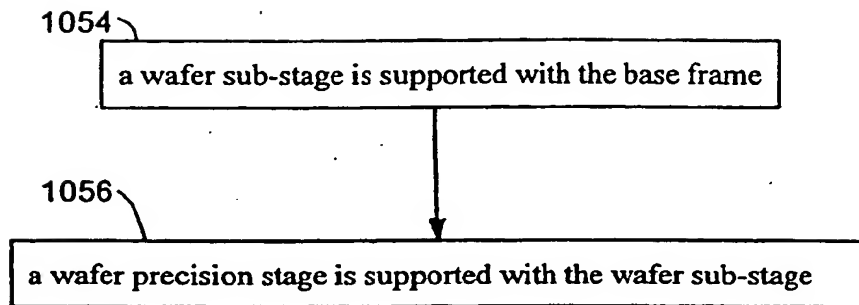 1054
a wafer sub-stage is supported with the base frame
1056
a wafer precision stage is supported with the wafer sub-stage